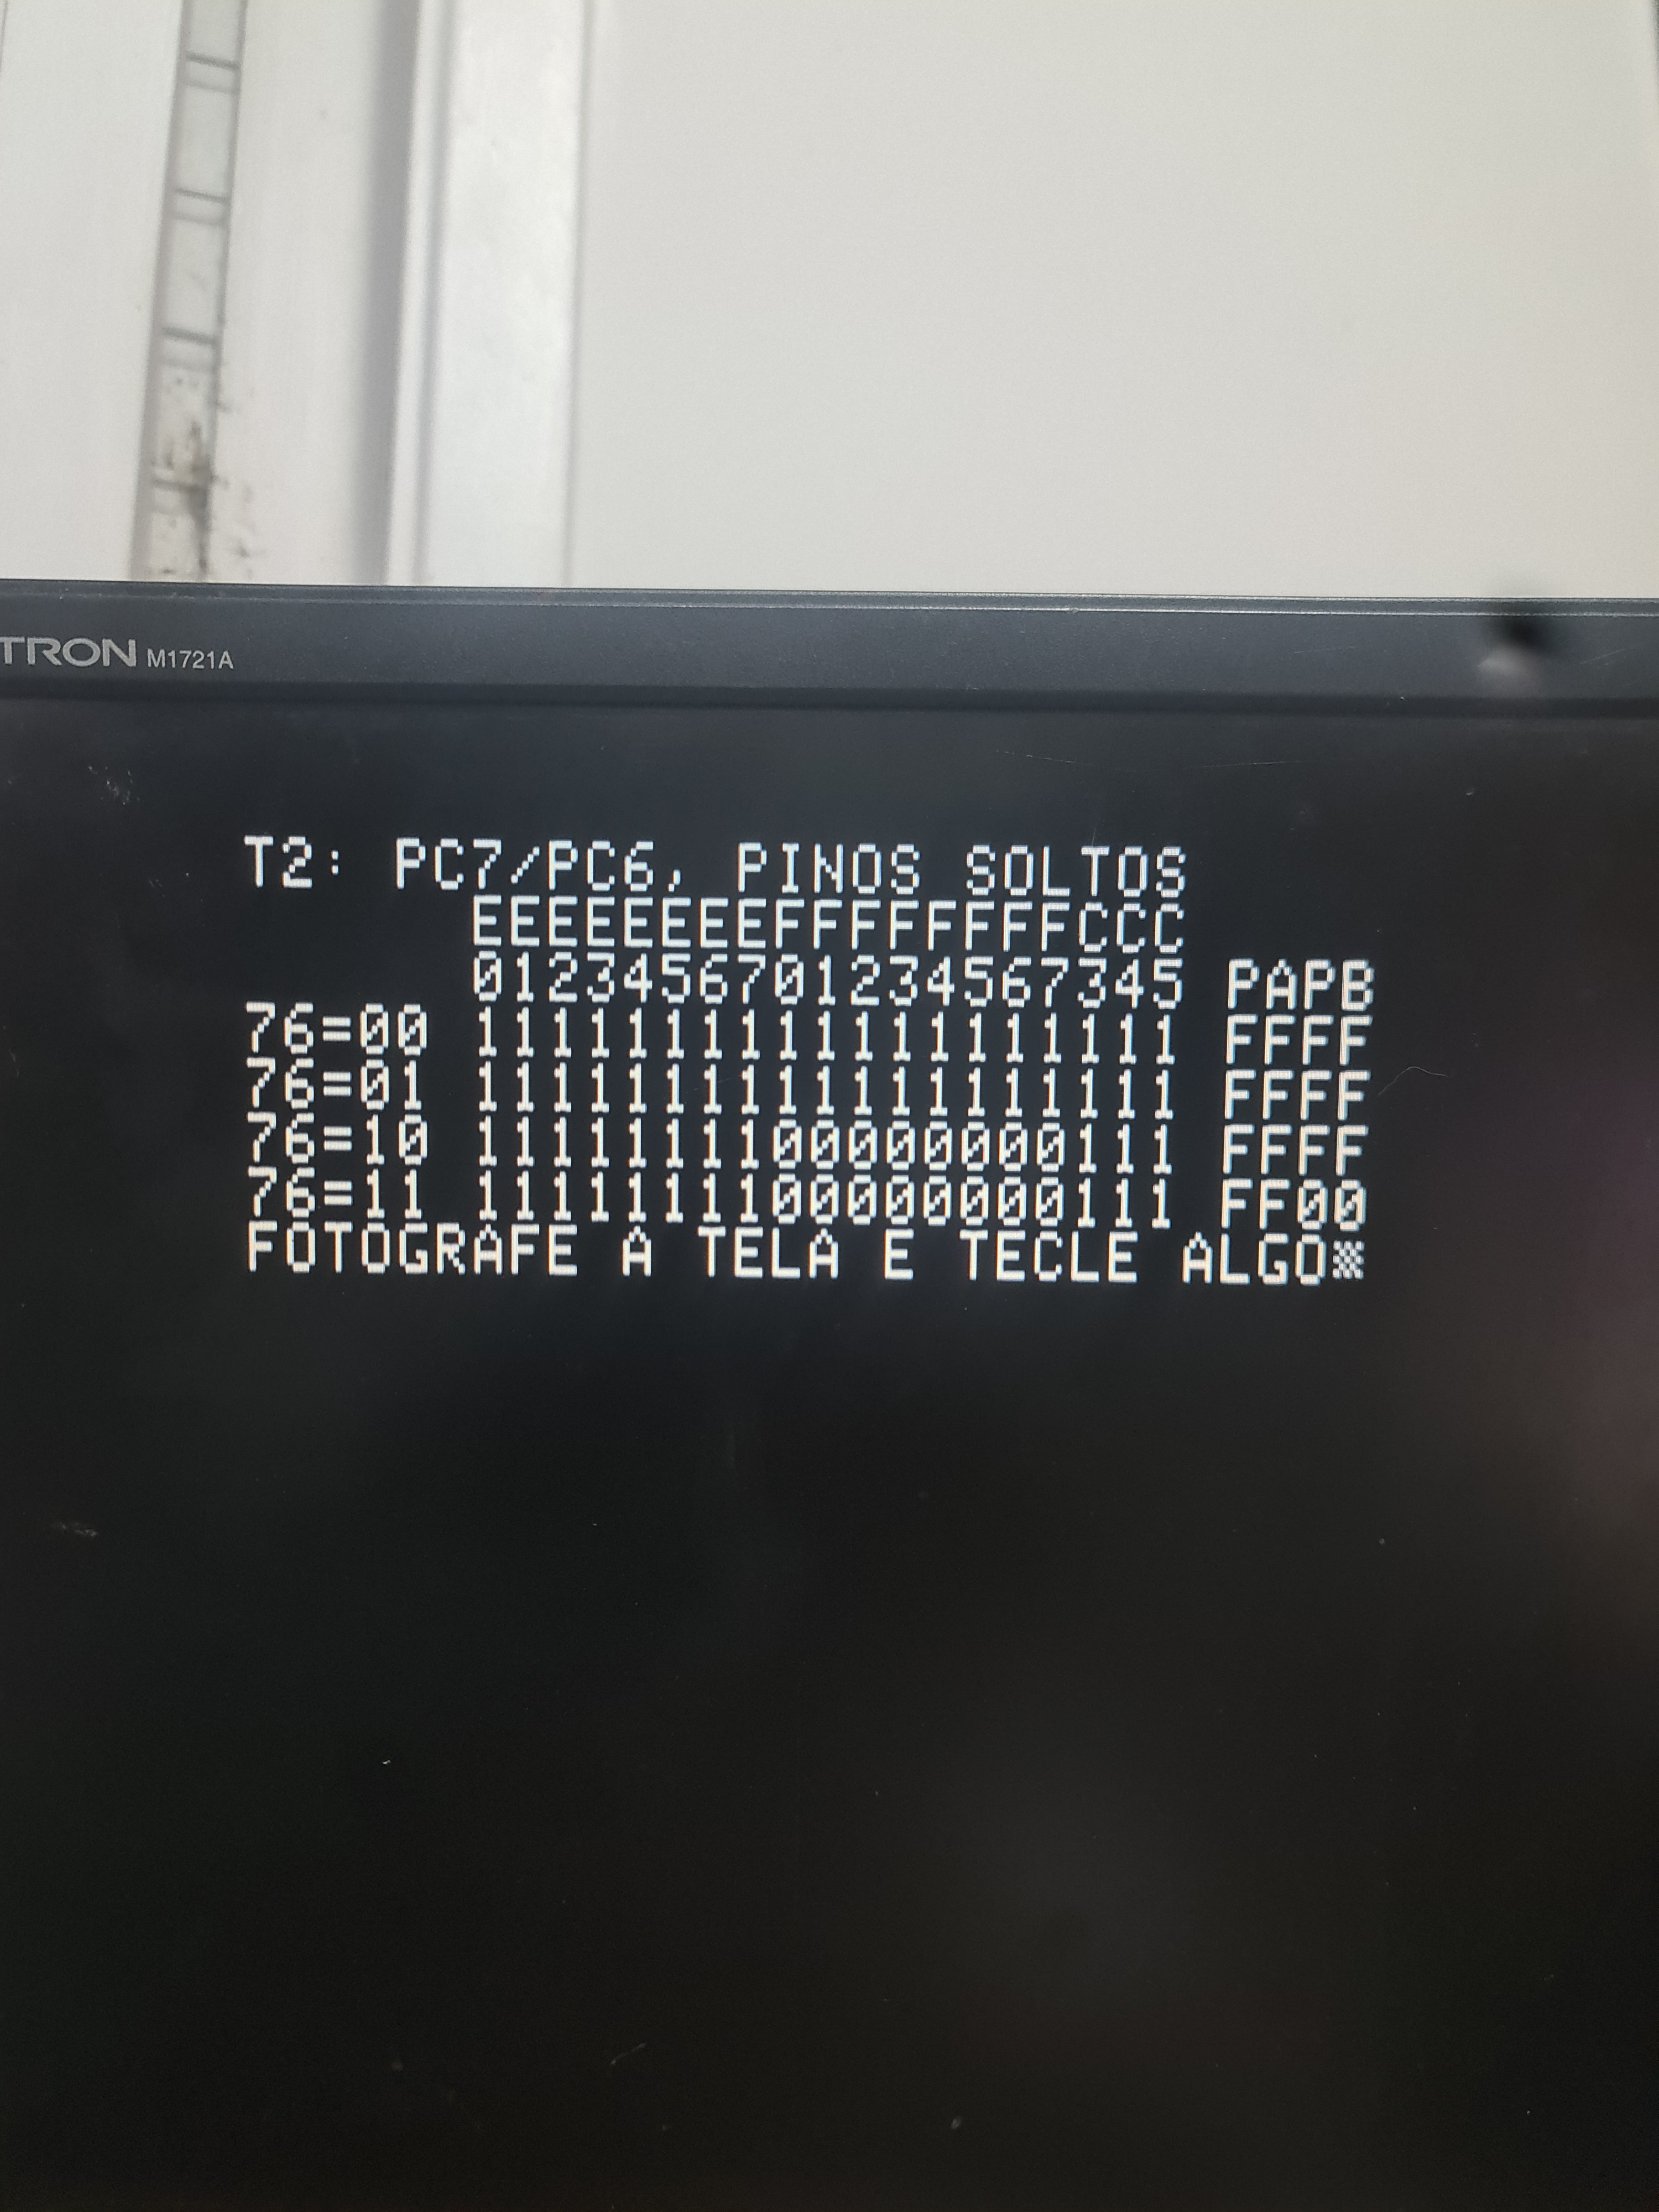 TRON M1721A
T2: PC7/PC6, PINOS SOLTOS
EEEEEEEEFFFFFFFFCCC
0123456701234567345 PAPB
76=00 1111111111111111111 FFFF
76=01 1111111111111111111 FFFF
76=10 1111111100000000111 FFFF
76=11 1111111100000000111 FF00
FOTOGRAFE A TELA E TECLE ALGO